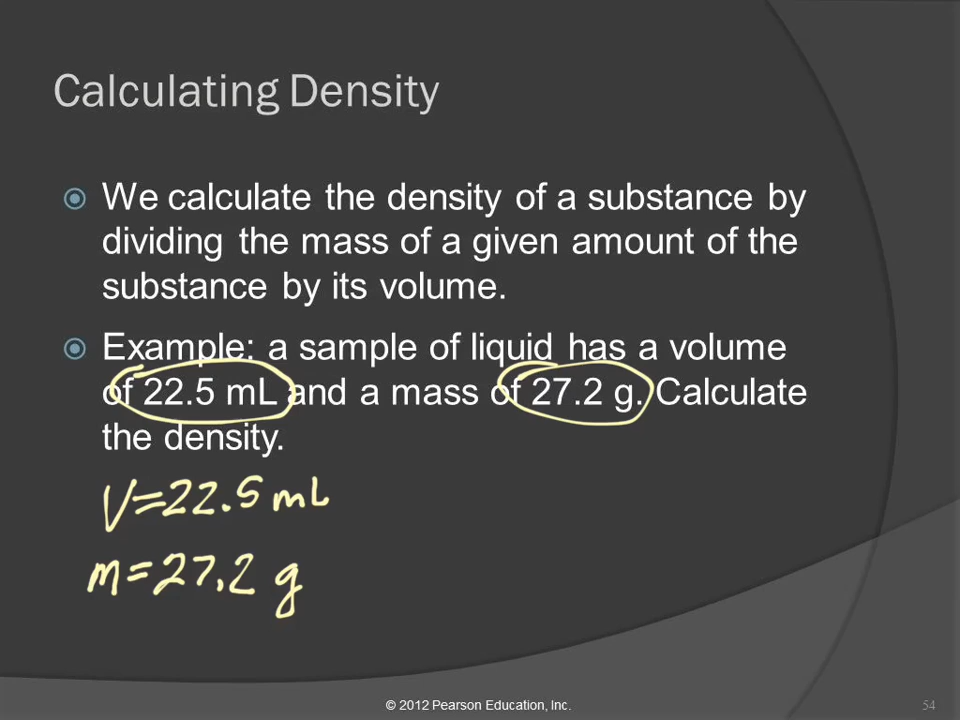 Calculating Density
We calculate the density of a substance by
dividing the mass of a given amount of the
substance by its volume.
Example: a sample of liquid has a volume
of 22.5 mL and a mass of 27.2 g. Calculate
the density.
V=22.5 mL
m=27.2 g
© 2012 Pearson Education, Inc.
54